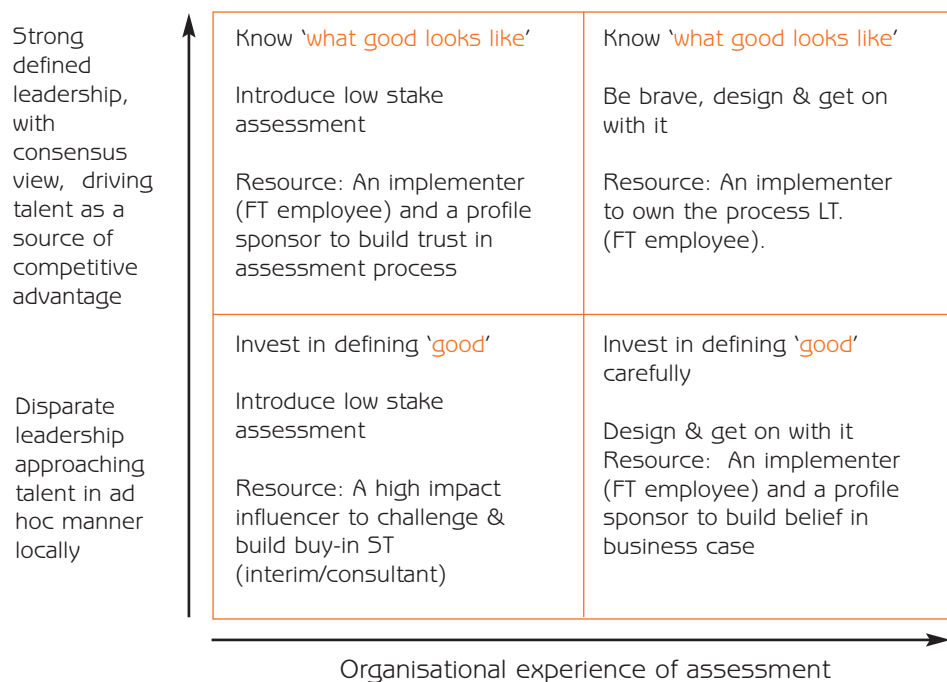 Strong
defined
leadership,
with
consensus
view, driving
talent as a
source of
competitive
advantage
Know ‘what good looks like’
Introduce low stake
assessment
Resource: An implementer
(FT employee) and a profile
sponsor to build trust in
assessment process
Know ‘what good looks like’
Be brave, design & get on
with it
Resource: An implementer
to own the process LT.
(FT employee).
Disparate
leadership
approaching
talent in ad
hoc manner
locally
Invest in defining ‘good’
Introduce low stake
assessment
Resource: A high impact
influencer to challenge &
build buy-in ST
(interim/consultant)
Invest in defining ‘good’
carefully
Design & get on with it
Resource: An implementer
(FT employee) and a profile
sponsor to build belief in
business case
Organisational experience of assessment